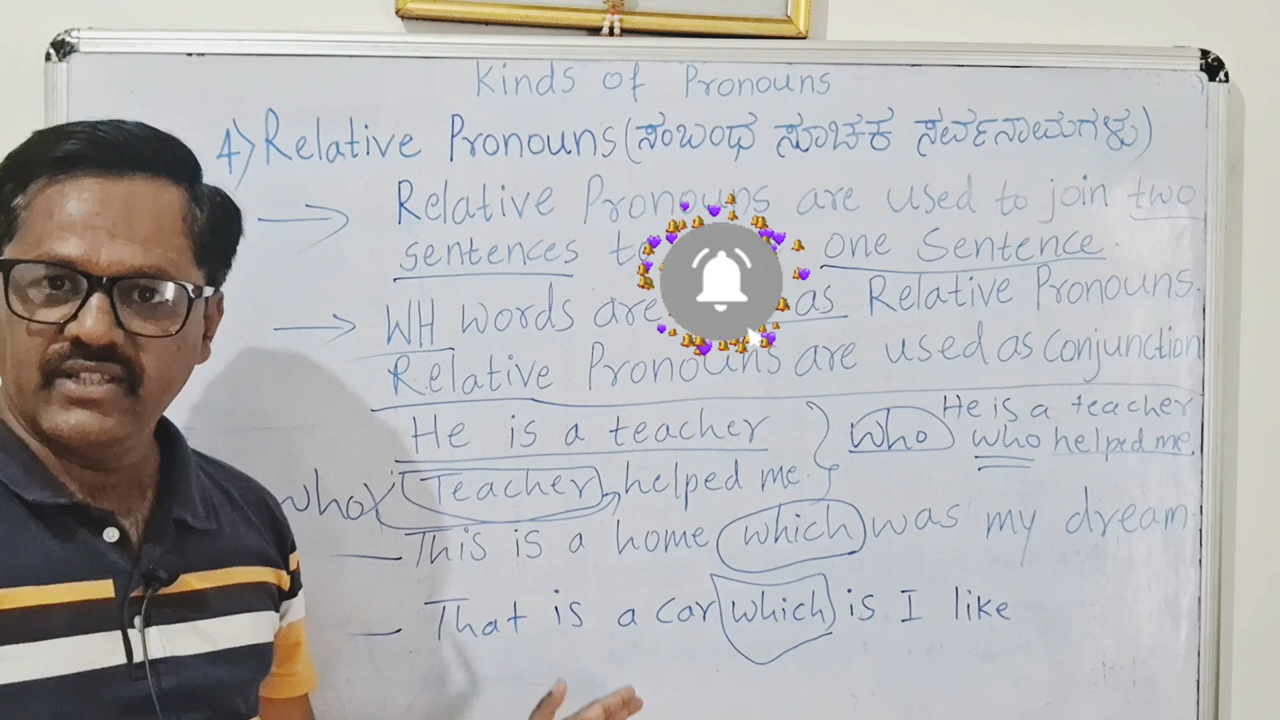 Kinds of Pronouns
4) Relative Pronouns (ಸಂಬಂಧ ಸೂಚಕ ಸರ್ವನಾಮಗಳು)
Relative Pronouns are used to join two
sentences one Sentence.
WH words are as Relative Pronouns.
Relative Pronouns are used as conjunction
He is a teacher
who
He is a teacher
who helped me
who Teacher, helped me.
This is a home which was my dream.
That is a car which is I like